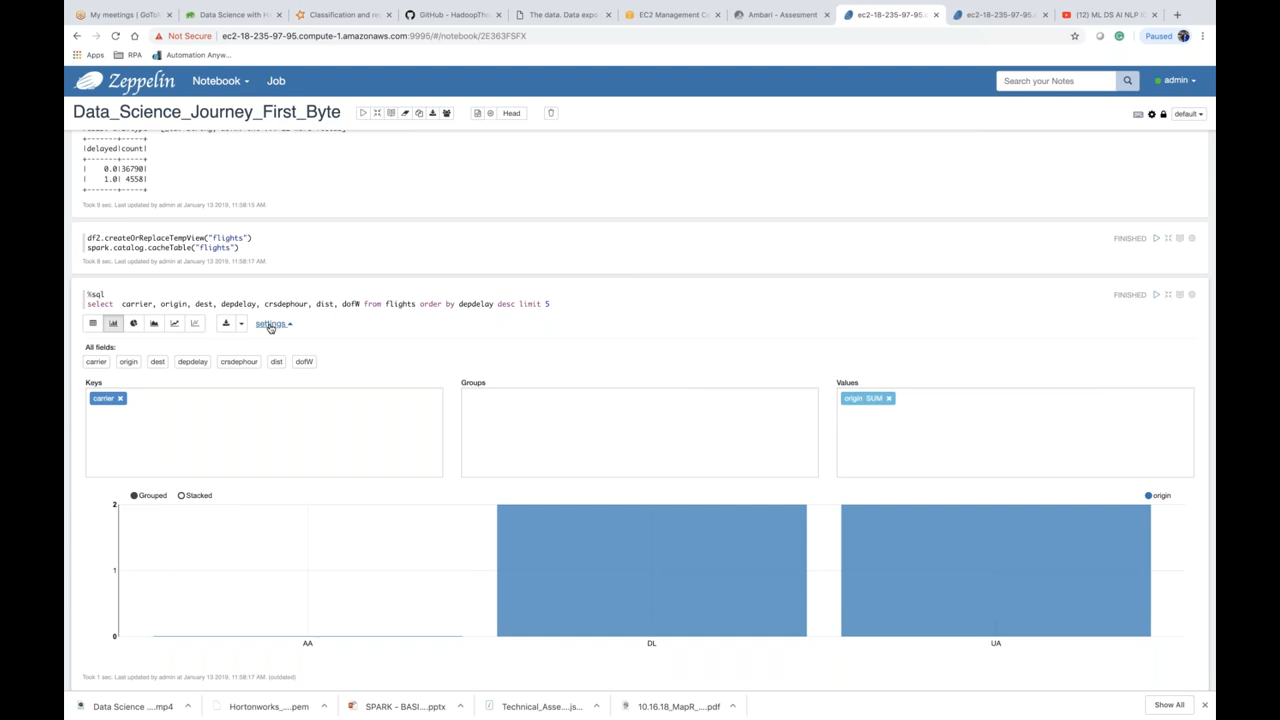 My meetings | GoToM
Data Science with H
Classification and re
GitHub - HadoopTho
The data. Data expo
EC2 Management C
Ambari - Assesment
ec2-18-235-97-95.c
ec2-18-235-97-95.
(12) ML DS AI NLP
Not Secure ec2-18-235-97-95.compute-1.amazonaws.com:9995/#/notebook/2E363FSFX
Paused
Apps RPA Automation Anyw...
Zeppelin Notebook Job
Search your Notes
admin
Data_Science_Journey_First_Byte
Head
default
+-------+-----+
|delayed|count|
+-------+-----+
| 0.0|36790|
| 1.0| 4558|
+-------+-----+
Took 9 sec. Last updated by admin at January 13 2019, 11:58:15 AM.
df2.createOrReplaceTempView("flights")
spark.catalog.cacheTable("flights")
FINISHED
Took 8 sec. Last updated by admin at January 13 2019, 11:58:17 AM.
%sql
select carrier, origin, dest, depdelay, crsdephour, dist, dofW from flights order by depdelay desc limit 5
FINISHED
settings
All fields:
carrier origin dest depdelay crsdephour dist dofW
Keys Groups Values
carrier
origin SUM
Grouped Stacked
origin
2
1
0
AA DL UA
Took 1 sec. Last updated by admin at January 13 2019, 11:58:17 AM. (outdated)
Data Science ....mp4
Hortonworks_....pem
SPARK - BASI....pptx
Technical_Asse....js...
10.16.18_MapR_....pdf
Show All